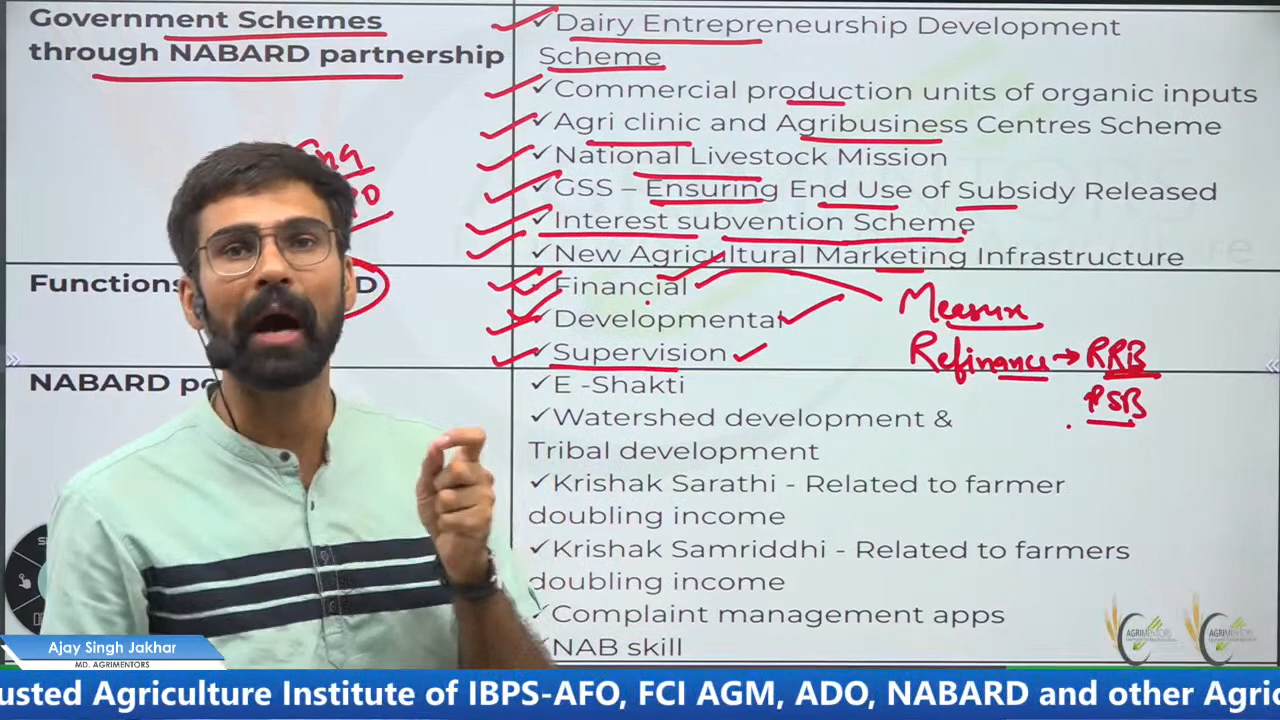 Government Schemes
through NABARD partnership
✓Dairy Entrepreneurship Development
Scheme
✓Commercial production units of organic inputs
✓Agri clinic and Agribusiness Centres Scheme
✓National Livestock Mission
✓GSS – Ensuring End Use of Subsidy Released
✓Interest subvention Scheme
✓New Agricultural Marketing Infrastructure
Functions D
✓Financial
✓Developmental
✓Supervision
Refinance → RRB
PSB
NABARD po
✓E -Shakti
✓Watershed development &
Tribal development
✓Krishak Sarathi - Related to farmer
doubling income
✓Krishak Samriddhi - Related to farmers
doubling income
✓Complaint management apps
✓NAB skill
AGRIMENTORS
AGRIMENTORS
Ajay Singh Jakhar
MD. AGRIMENTORS
usted Agriculture Institute of IBPS-AFO, FCI AGM, ADO, NABARD and other Agric